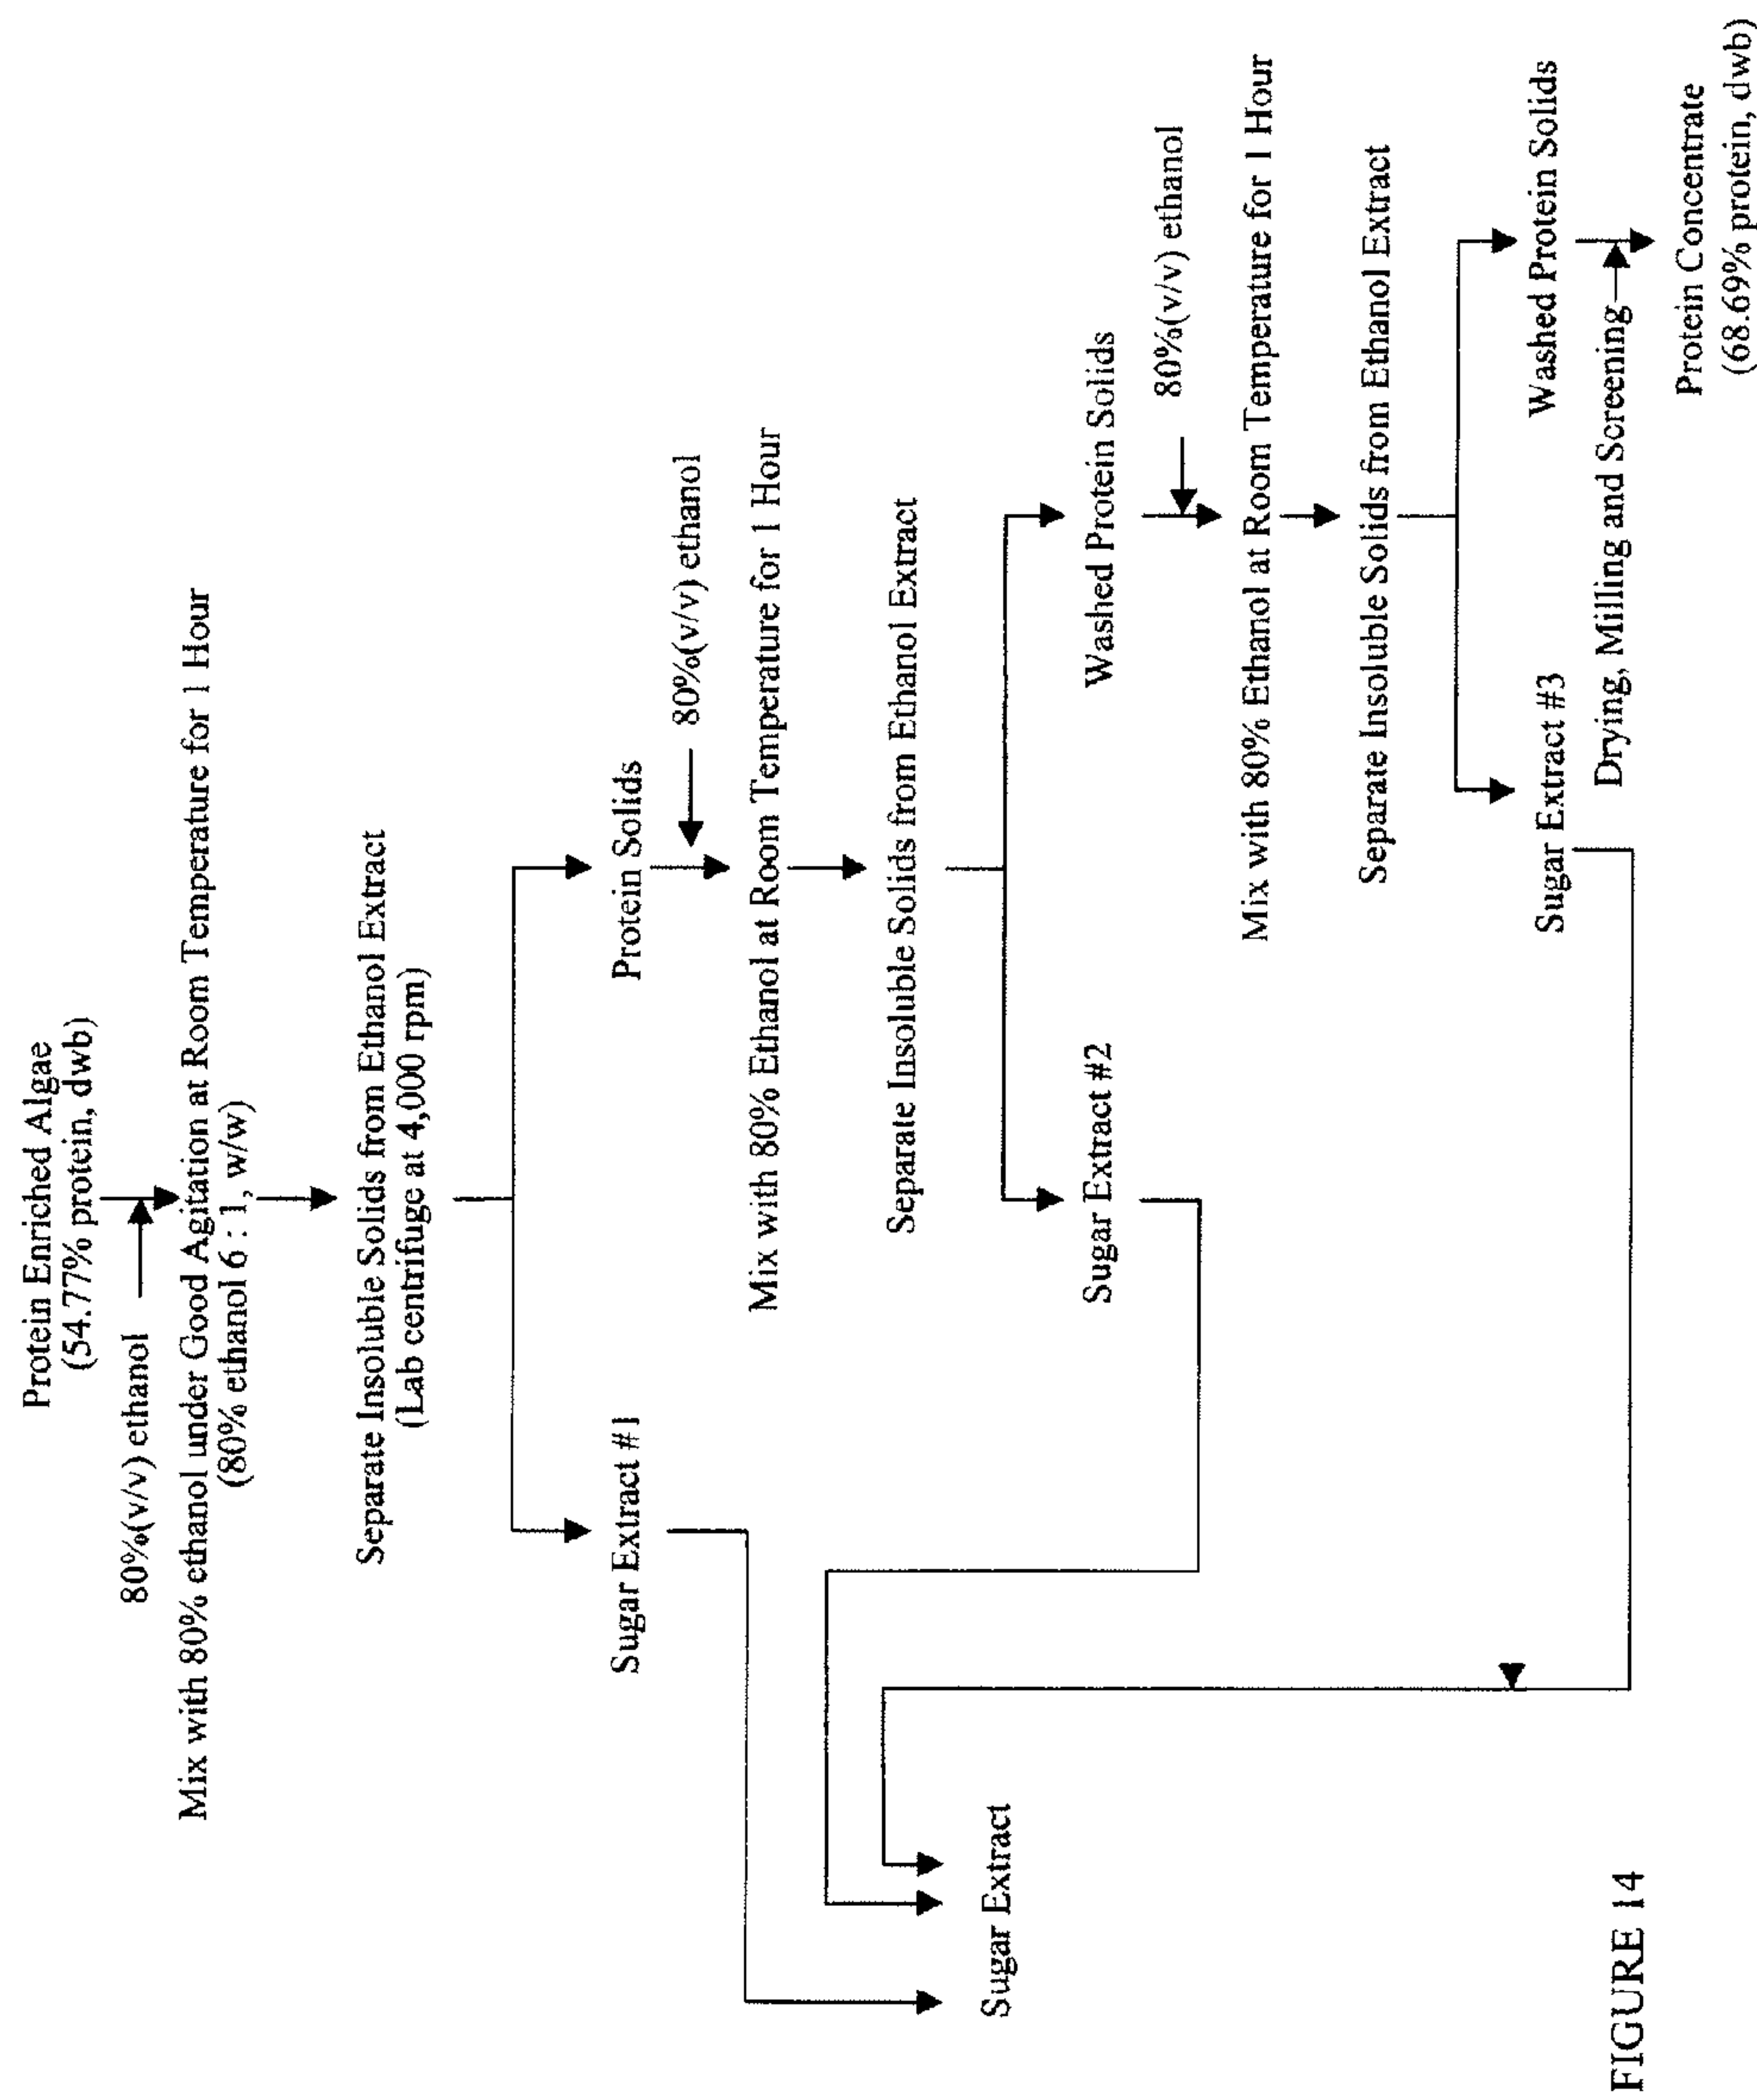 Protein Enriched Algae
(54.77% protein, dwb)
80%(v/v) ethanol
Mix with 80% ethanol under Good Agitation at Room Temperature for 1 Hour
(80% ethanol 6 : 1, w/w)
Separate Insoluble Solids from Ethanol Extract
(Lab centrifuge at 4,000 rpm)
Sugar Extract #1
Protein Solids
80%(v/v) ethanol
Mix with 80% Ethanol at Room Temperature for 1 Hour
Separate Insoluble Solids from Ethanol Extract
Sugar Extract
Sugar Extract #2
Washed Protein Solids
80%(v/v) ethanol
Mix with 80% Ethanol at Room Temperature for 1 Hour
Separate Insoluble Solids from Ethanol Extract
Sugar Extract #3
Washed Protein Solids
Drying, Milling and Screening
Protein Concentrate
(68.69% protein, dwb)
FIGURE 14